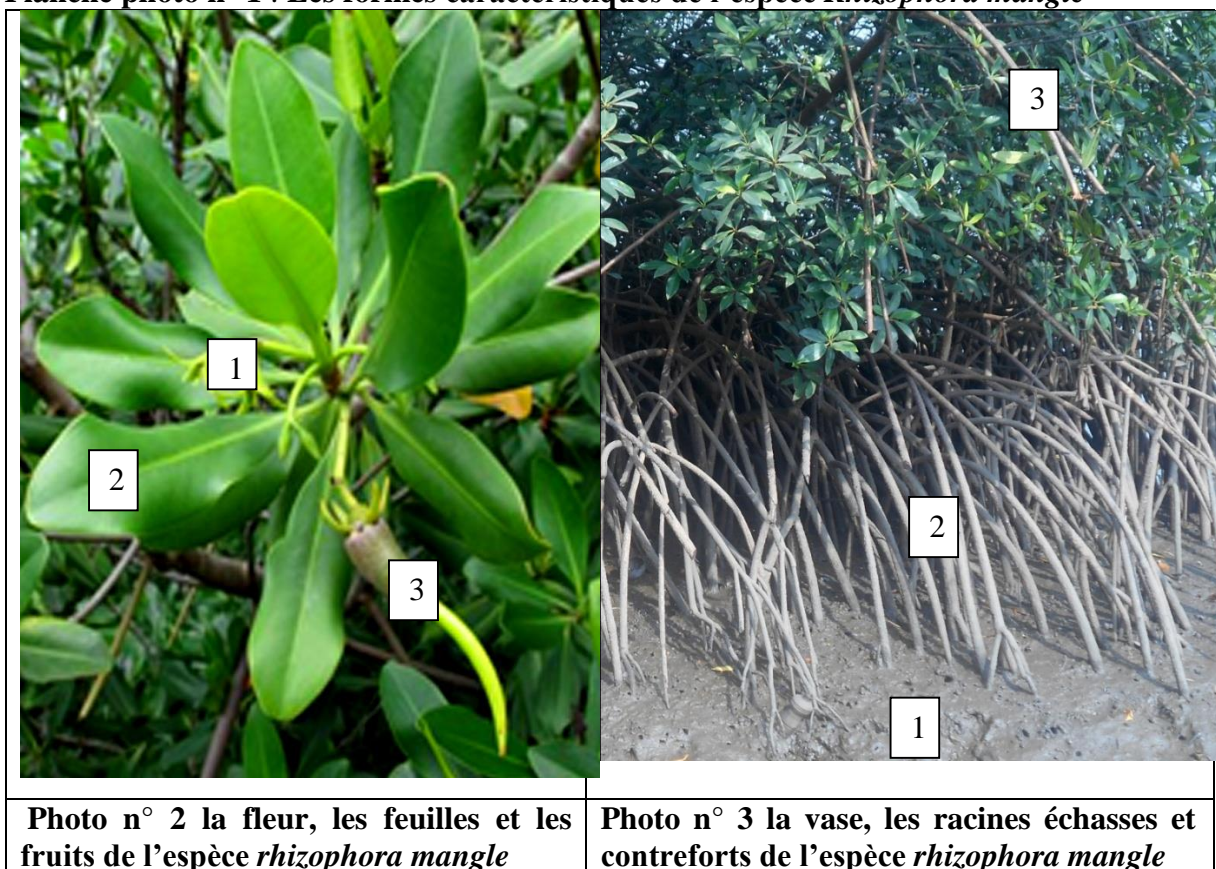 Planche photo n° 1 : Les formes caractéristiques de l’espèce Rhizophora mangle
1
2
3
3
2
1
Photo n° 2 la fleur, les feuilles et les
fruits de l’espèce rhizophora mangle
Photo n° 3 la vase, les racines échasses et
contreforts de l’espèce rhizophora mangle